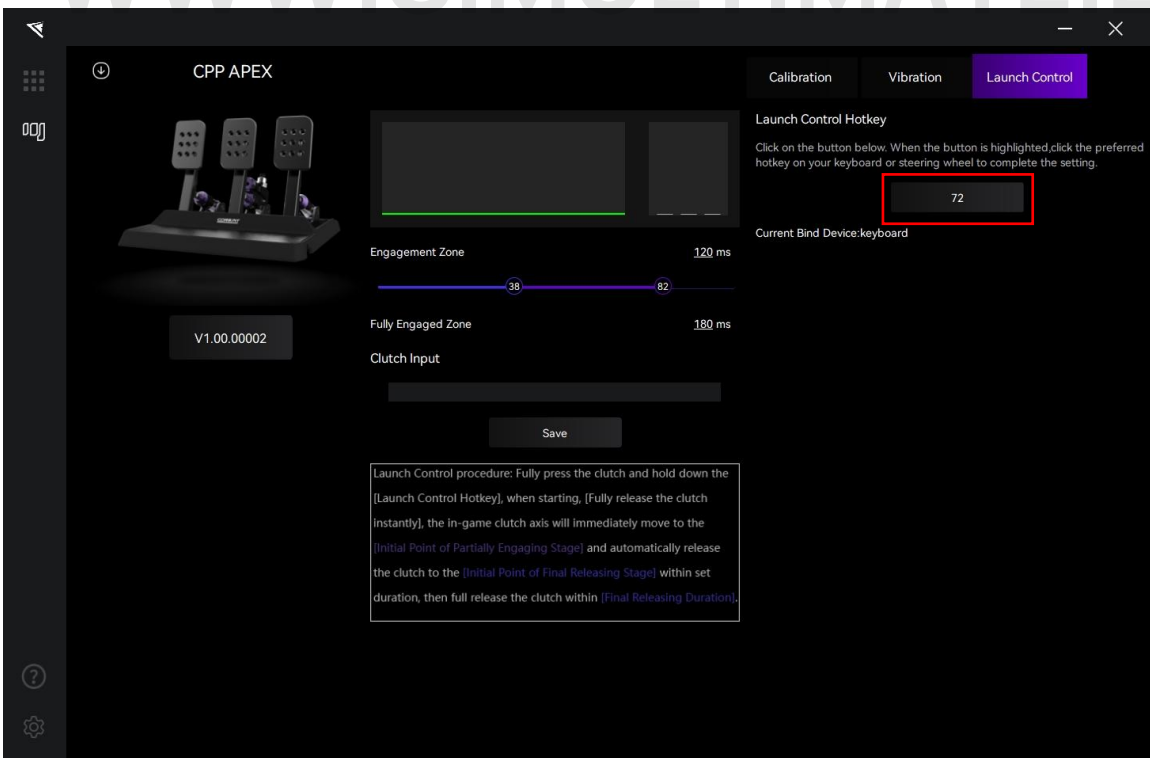 CPP APEX
V1.00.00002
Engagement Zone
120 ms
38
82
Fully Engaged Zone
180 ms
Clutch Input
Save
Launch Control procedure: Fully press the clutch and hold down the
[Launch Control Hotkey], when starting, [Fully release the clutch
instantly], the in-game clutch axis will immediately move to the
[Initial Point of Partially Engaging Stage] and automatically release
the clutch to the [Initial Point of Final Releasing Stage] within set
duration, then full release the clutch within [Final Releasing Duration].
Calibration
Vibration
Launch Control
Launch Control Hotkey
Click on the button below. When the button is highlighted,click the preferred
hotkey on your keyboard or steering wheel to complete the setting.
72
Current Bind Device:keyboard